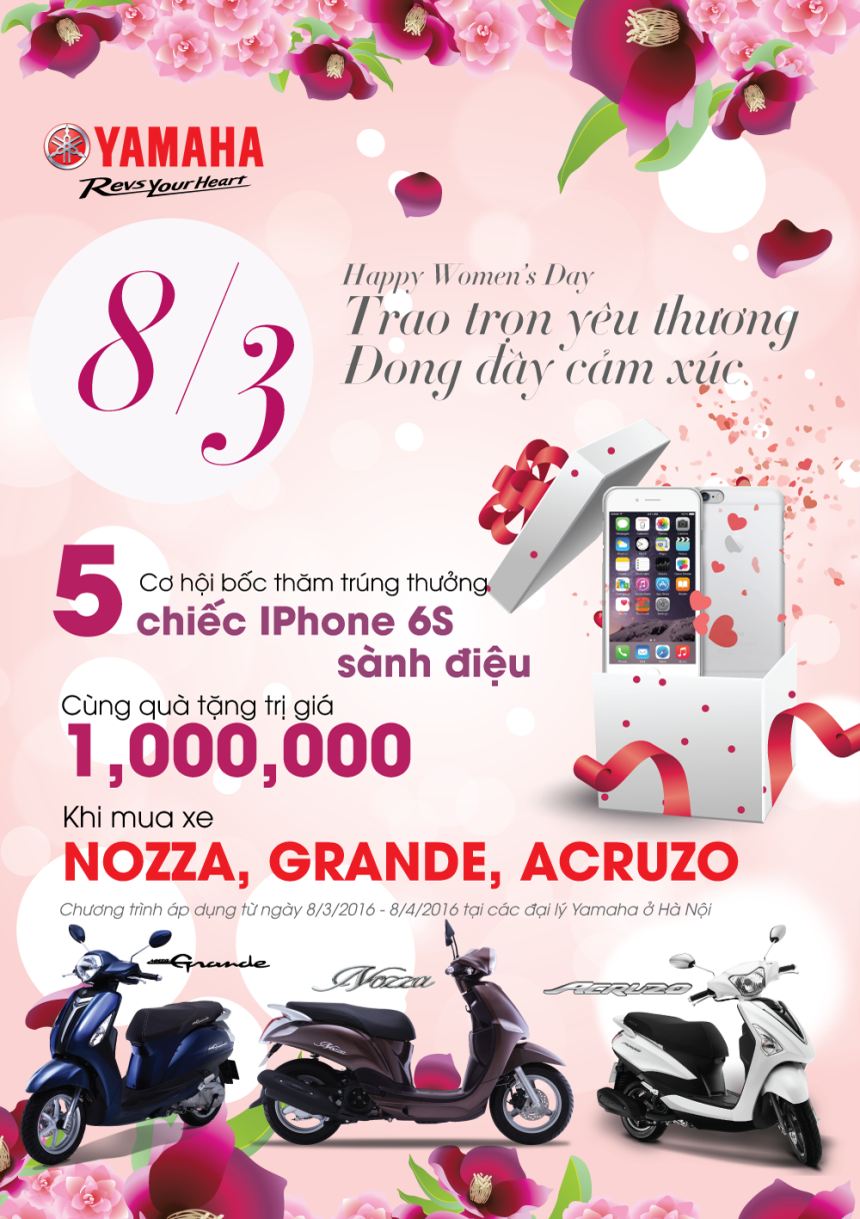 YAMAHA
Revs Your Heart
8/3
Happy Women's Day
Trao trọn yêu thương
Đong đầy cảm xúc
5 Cơ hội bốc thăm trúng thưởng
chiếc IPhone 6S
sành điệu
Cùng quà tặng trị giá
1,000,000
Khi mua xe
NOZZA, GRANDE, ACRUZO
Chương trình áp dụng từ ngày 8/3/2016 - 8/4/2016 tại các đại lý Yamaha ở Hà Nội
Grande
Nozza
ACRUZO